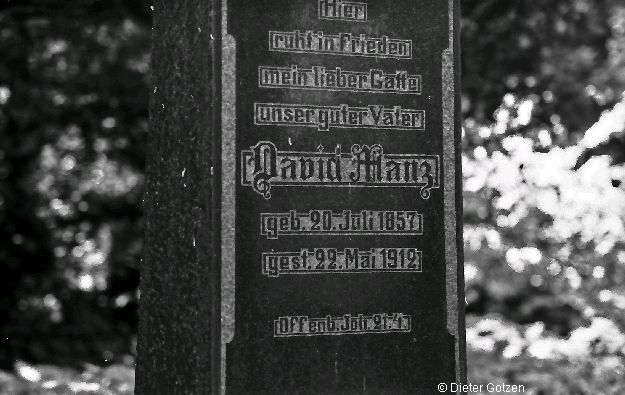 Hier
ruht in Frieden
mein lieber Gatte
unser guter Vater
David Manz
geb. 20. Juli 1857
gest. 22. Mai 1912
Offenb. Joh. 21.4.
© Dieter Gotzen